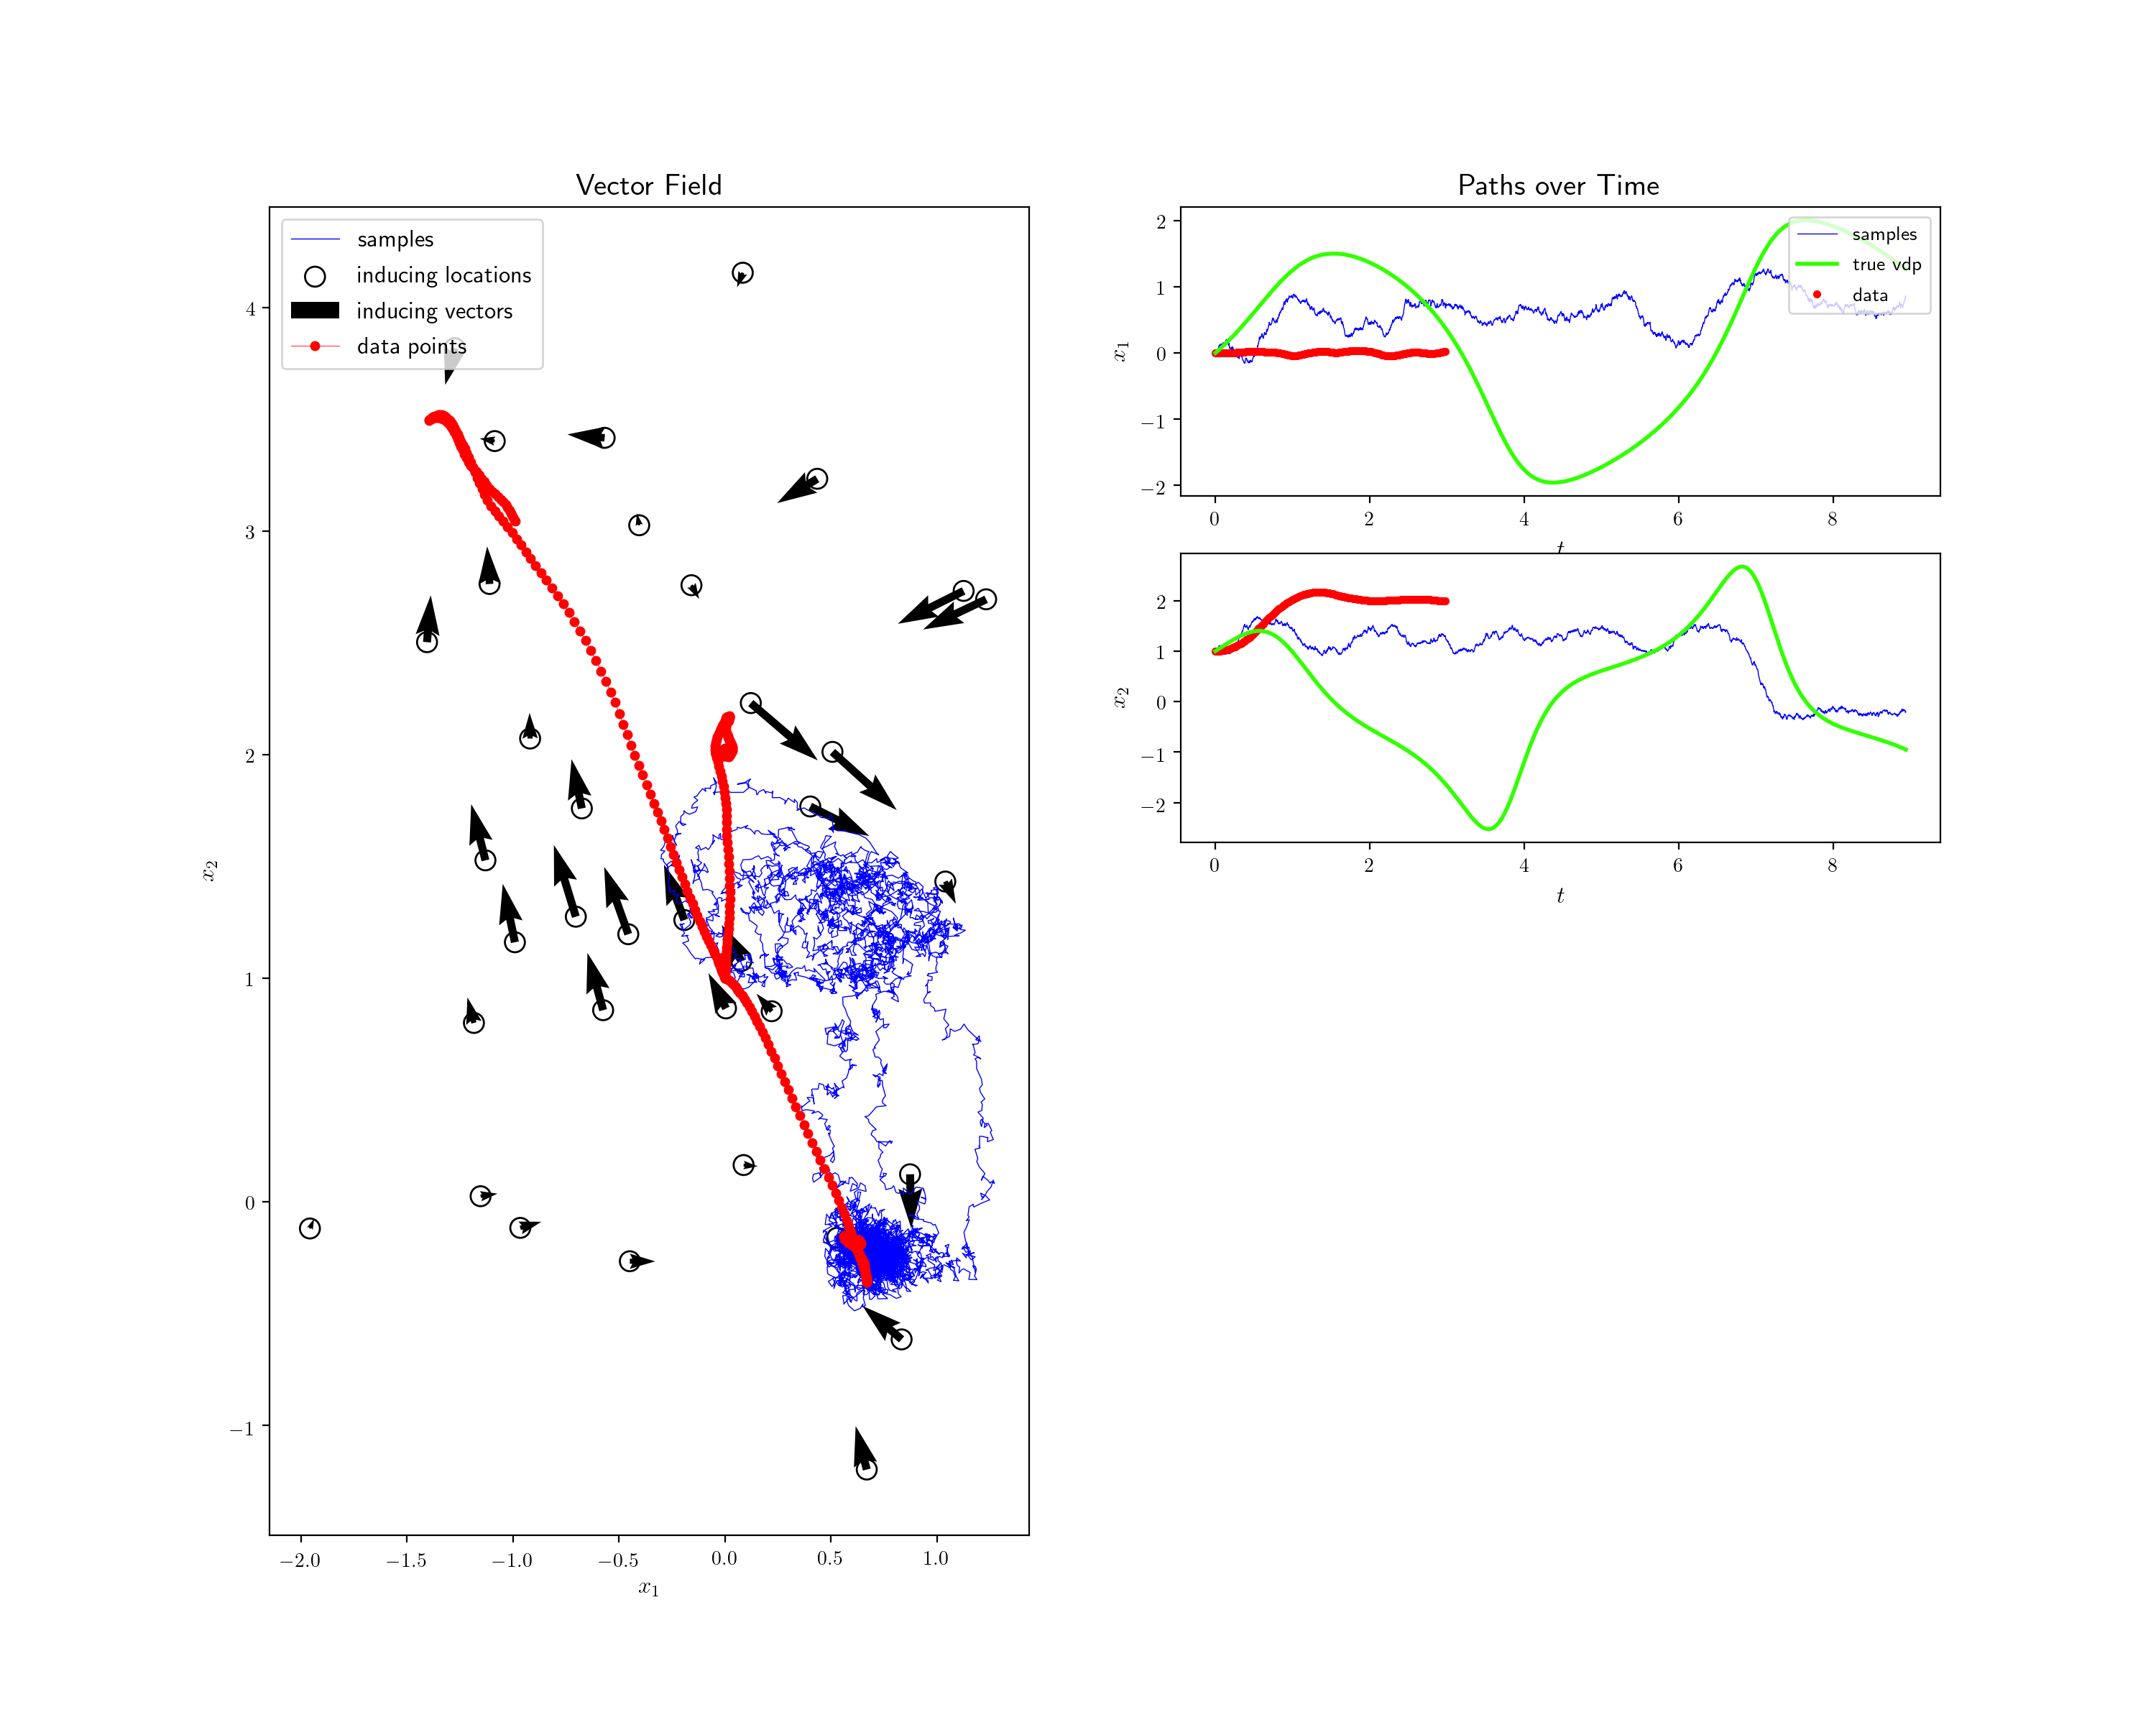 Vector Field
samples
inducing locations
inducing vectors
data points
4
3
2
1
0
−1
x₂
−2.0 −1.5 −1.0 −0.5 0.0 0.5 1.0
x₁
Paths over Time
samples
true vdp
data
2
1
0
−1
−2
x₁
0 2 4 6 8
t
2
1
0
−1
−2
x₂
0 2 4 6 8
t